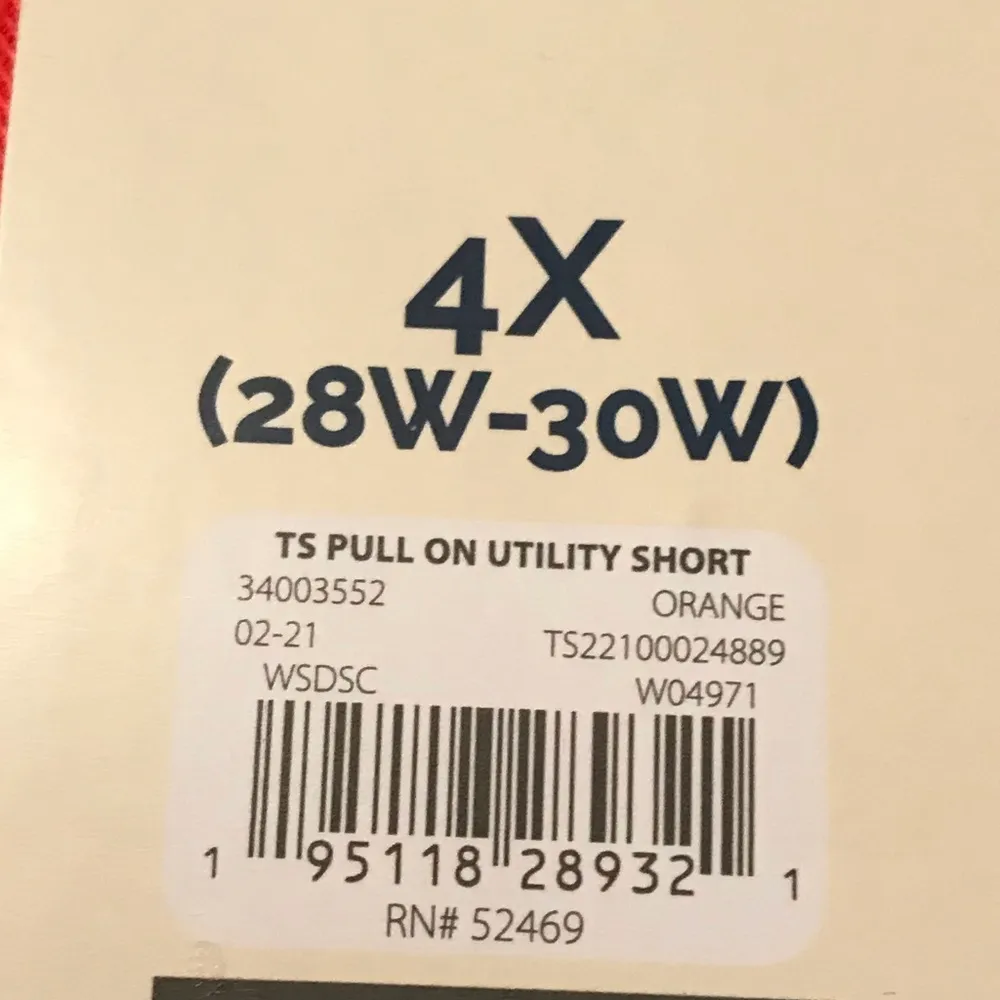 4X
(28W-30W)
TS PULL ON UTILITY SHORT
34003552 ORANGE
02-21 TS22100024889
WSDSC W04971
1 95118 28932 1
RN# 52469